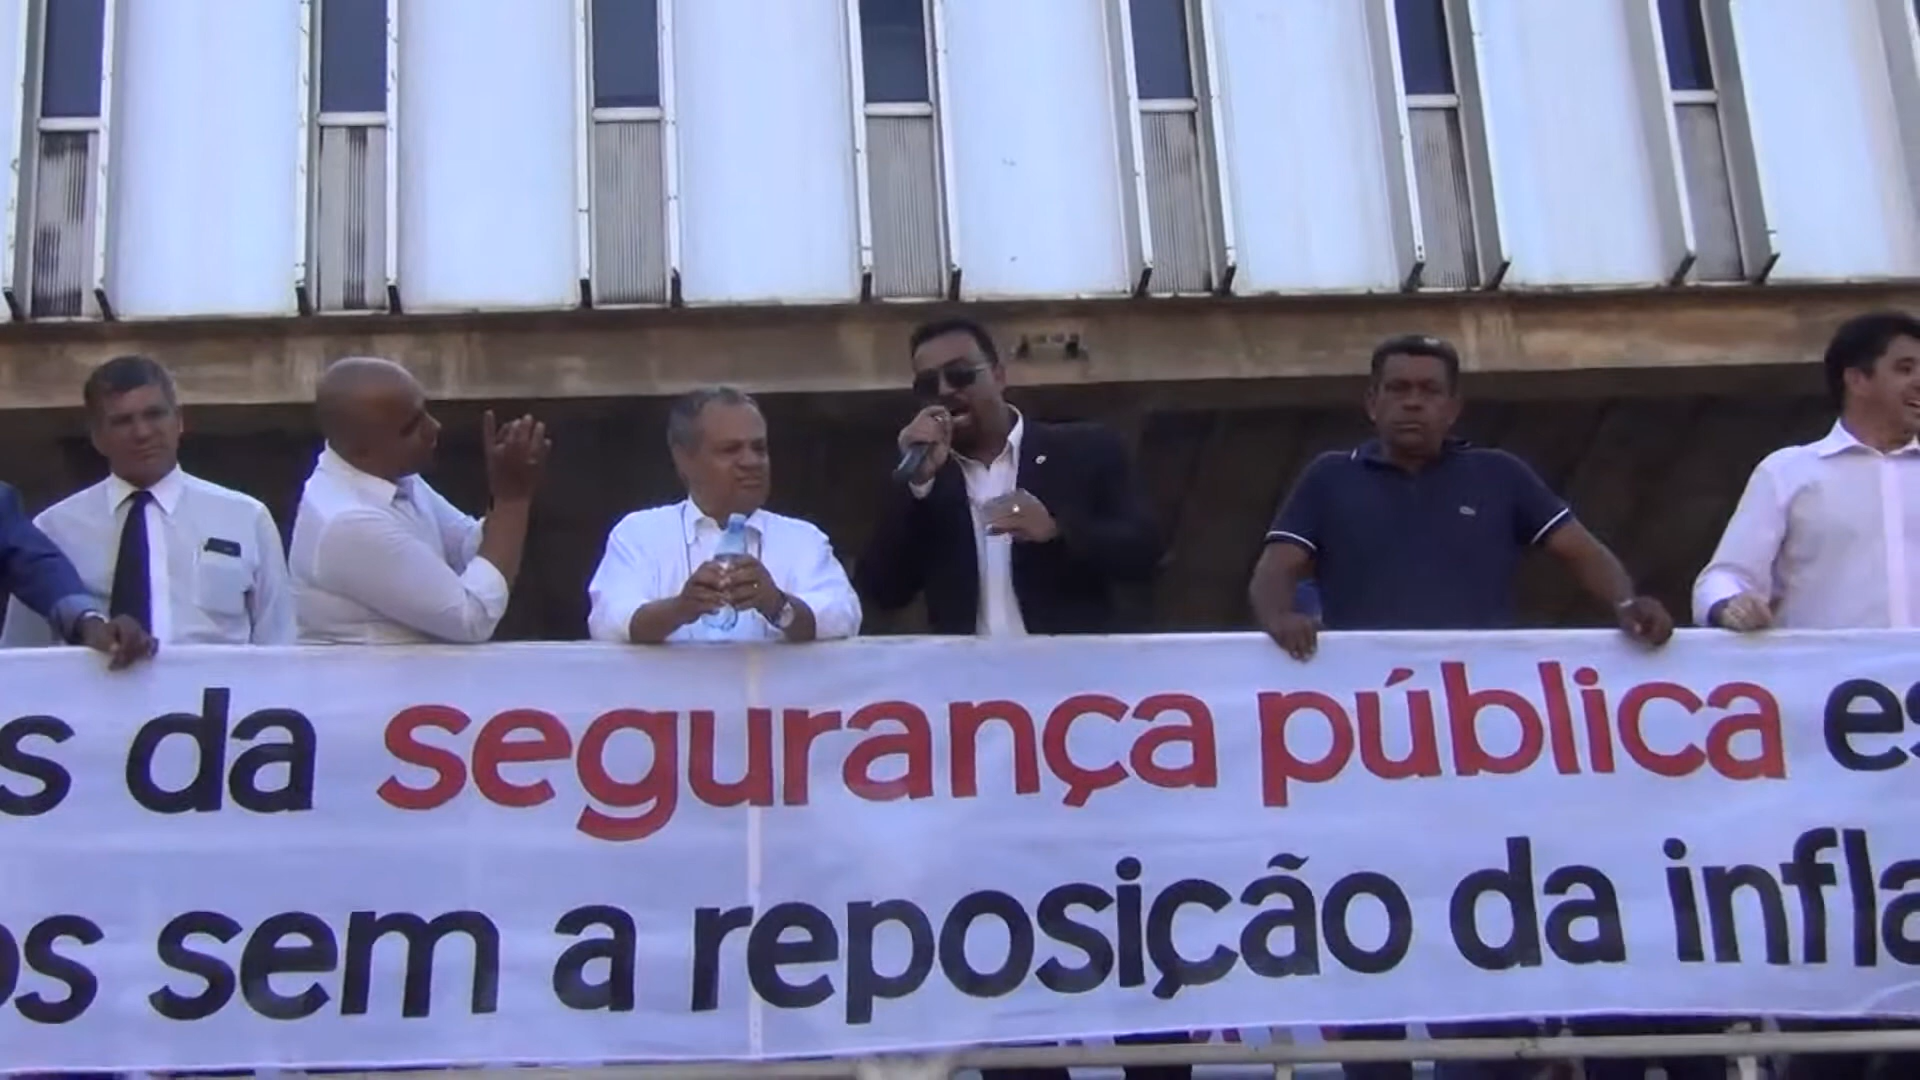 s da segurança pública es
os sem a reposição da infla